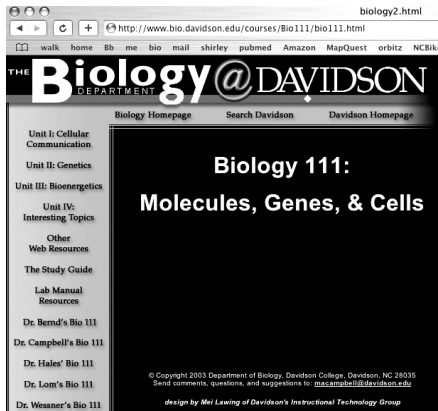 biology2.html
http://www.bio.davidson.edu/courses/Bio111/bio111.html
walk home Bb me bio mail shirley pubmed Amazon MapQuest orbitz NCBik
THE Biology @ DAVIDSON
DEPARTMENT
Biology Homepage Search Davidson Davidson Homepage
Unit I: Cellular
Communication
Unit II: Genetics
Unit III: Bioenergetics
Unit IV:
Interesting Topics
Other
Web Resources
The Study Guide
Lab Manual
Resources
Dr. Bernd's Bio 111
Dr. Campbell's Bio 111
Dr. Hales' Bio 111
Dr. Lom's Bio 111
Dr. Wessner's Bio 111
Biology 111:
Molecules, Genes, & Cells
© Copyright 2003 Department of Biology, Davidson College, Davidson, NC 28035
Send comments, questions, and suggestions to: macampbell@davidson.edu
design by Mei Lawing of Davidson's Instructional Technology Group